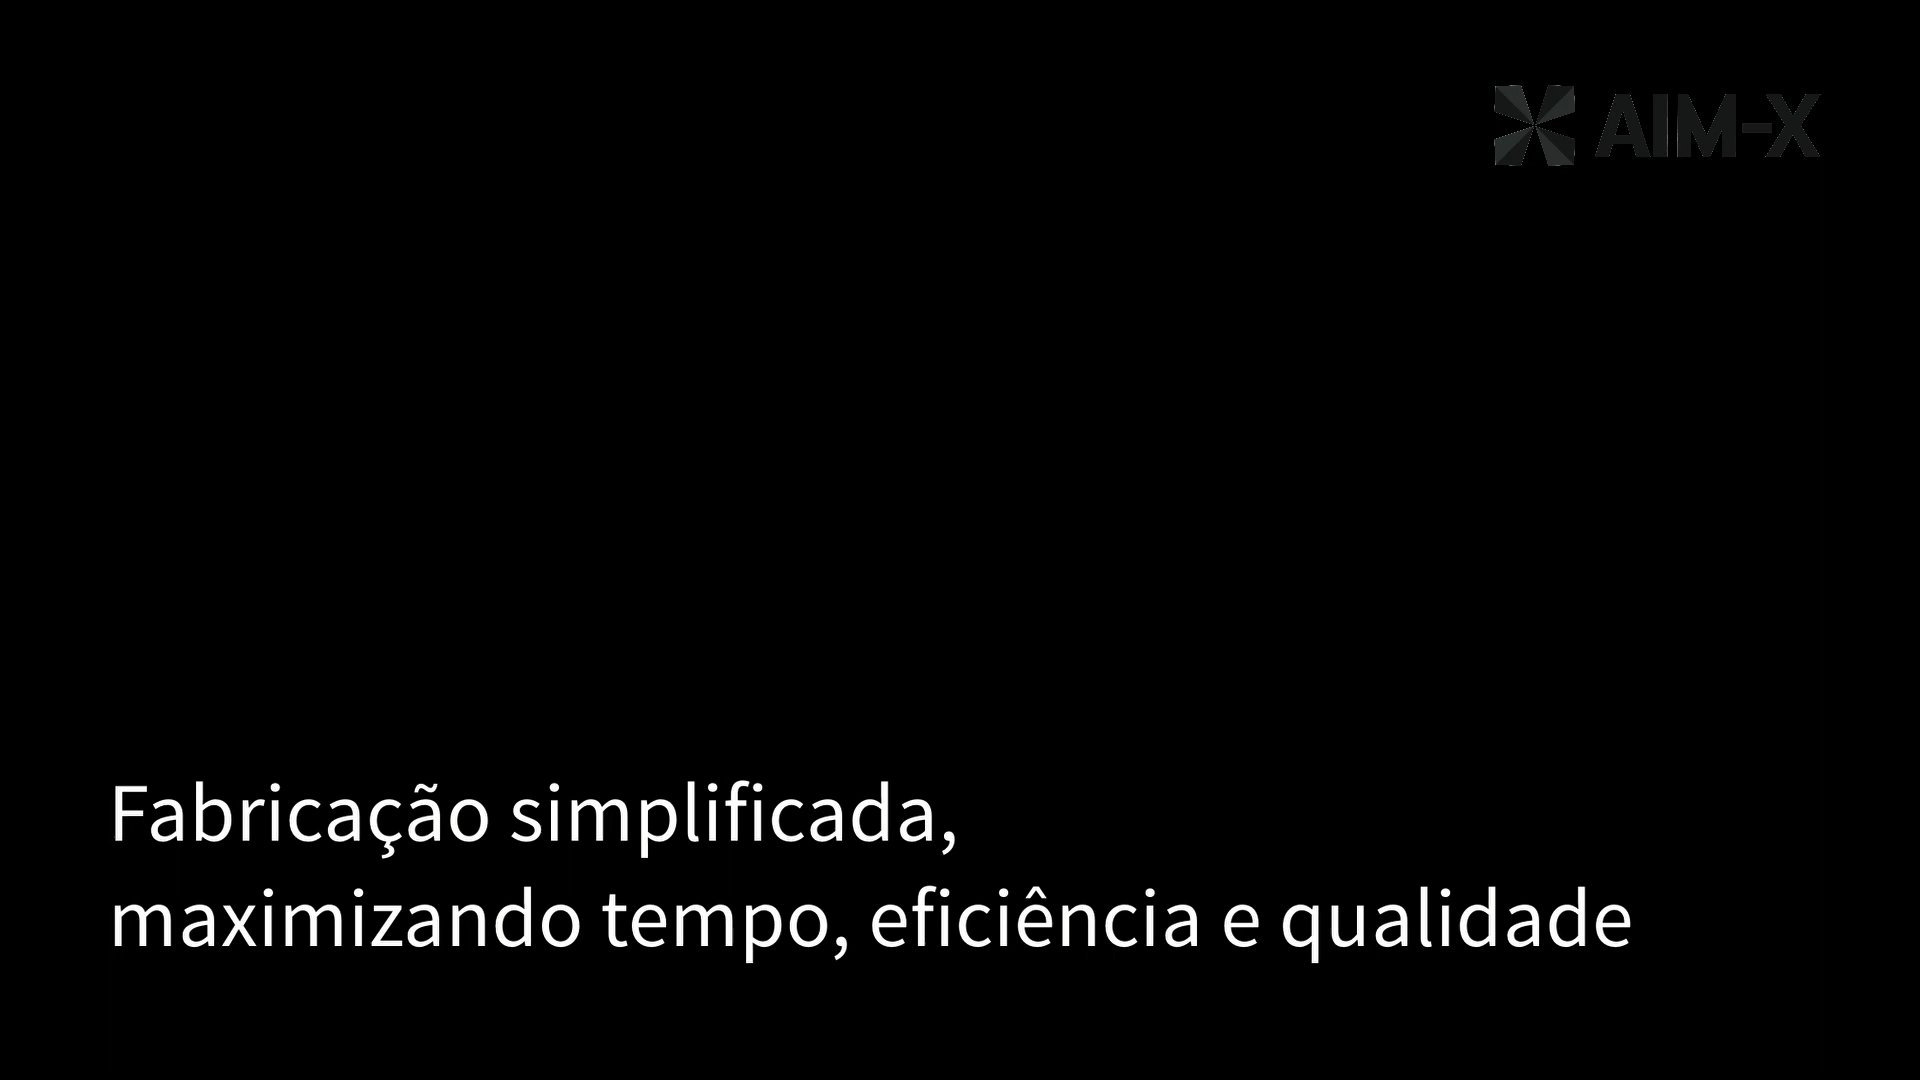 AIM-X
Fabricação simplificada,
maximizando tempo, eficiência e qualidade